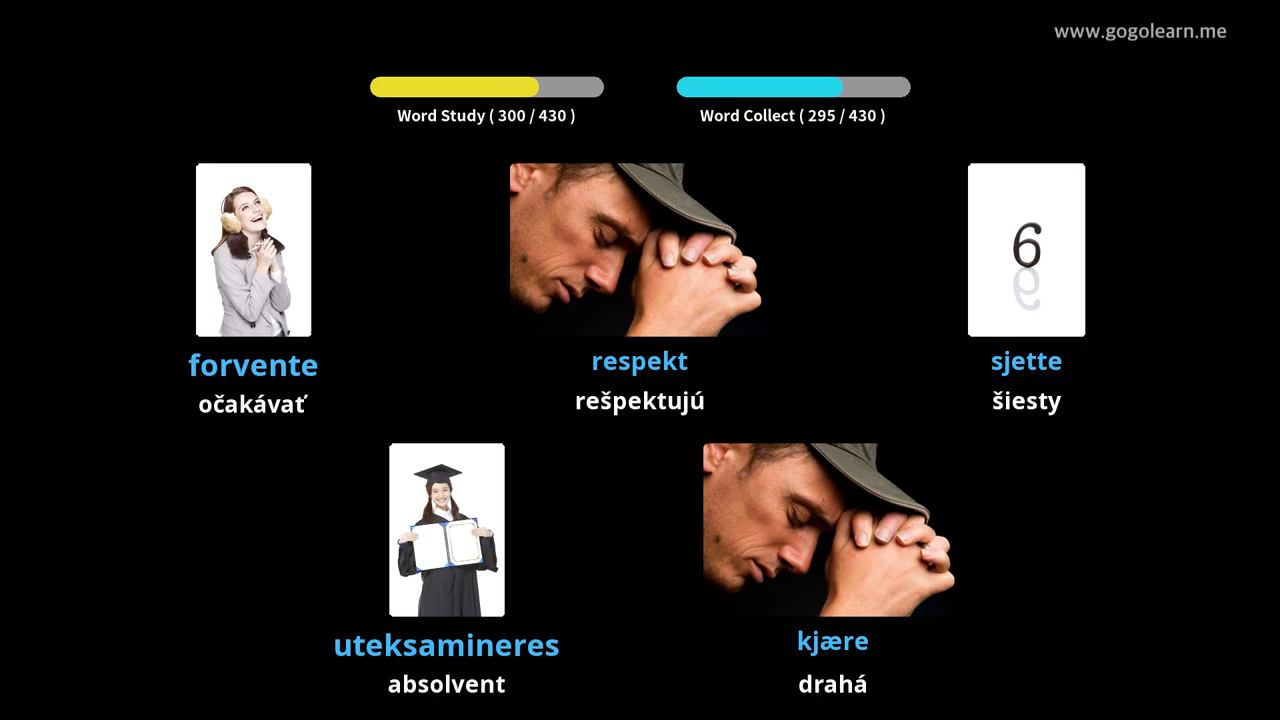 www.gogolearn.me
Word Study ( 300 / 430 )
Word Collect ( 295 / 430 )
forvente
očakávať
respekt
rešpektujú
sjette
šiesty
6
uteksamineres
absolvent
kjære
drahá